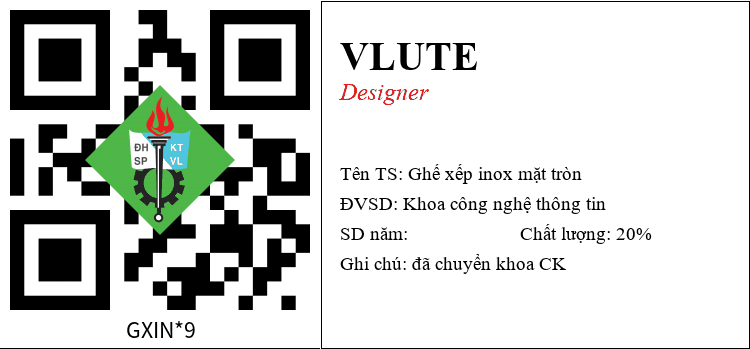 ĐH KT
SP VL
GXIN*9
VLUTE
Designer
Tên TS: Ghế xếp inox mặt tròn
ĐVSD: Khoa công nghệ thông tin
SD năm: Chất lượng: 20%
Ghi chú: đã chuyển khoa CK